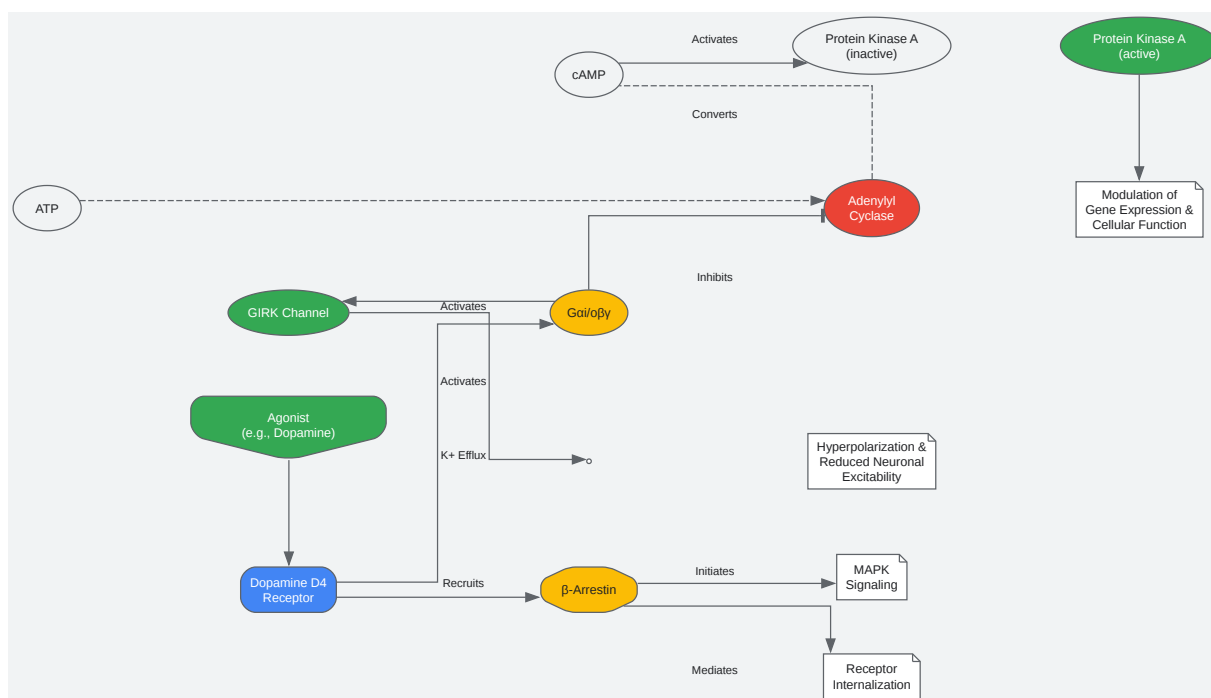 Activates
Protein Kinase A
(inactive)
Protein Kinase A
(active)
cAMP
Converts
ATP
Adenylyl
Cyclase
Modulation of
Gene Expression &
Cellular Function
Inhibits
GIRK Channel
Activates
Gαi/oβγ
Activates
Agonist
(e.g., Dopamine)
K+ Efflux
Hyperpolarization &
Reduced Neuronal
Excitability
Dopamine D4
Receptor
Recruits
β-Arrestin
Initiates
MAPK
Signaling
Mediates
Receptor
Internalization